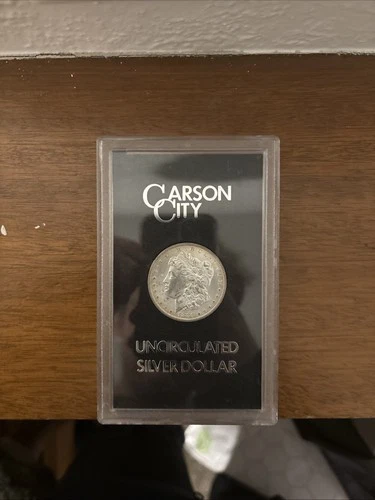 CARSON
CITY
UNCIRCULATED
SILVER DOLLAR